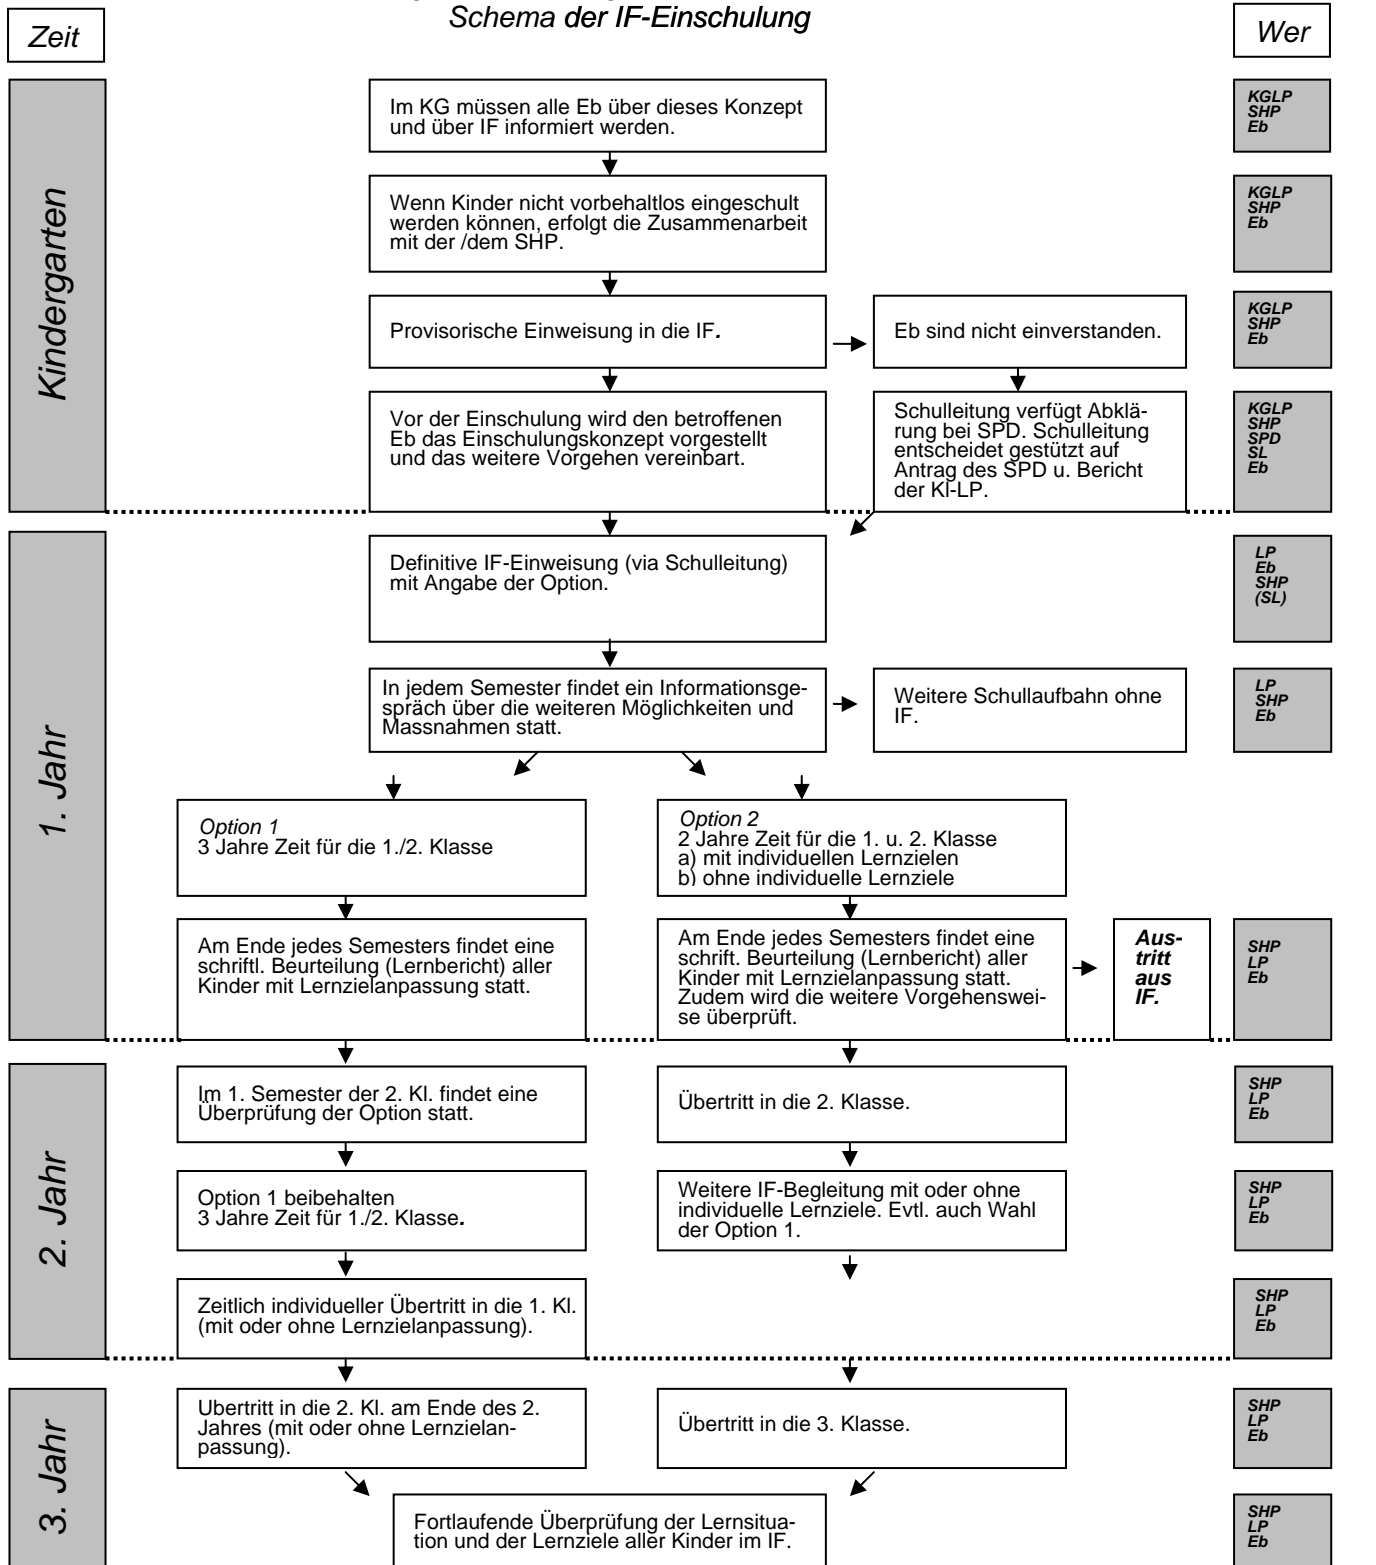 Schema der IF-Einschulung
Zeit
Wer
Kindergarten
Im KG müssen alle Eb über dieses Konzept
und über IF informiert werden.
KGLP
SHP
Eb
Wenn Kinder nicht vorbehaltlos eingeschult
werden können, erfolgt die Zusammenarbeit
mit der /dem SHP.
KGLP
SHP
Eb
Provisorische Einweisung in die IF.
Eb sind nicht einverstanden.
KGLP
SHP
Eb
Vor der Einschulung wird den betroffenen
Eb das Einschulungskonzept vorgestellt
und das weitere Vorgehen vereinbart.
Schulleitung verfügt Abklä-
rung bei SPD. Schulleitung
entscheidet gestützt auf
Antrag des SPD u. Bericht
der Kl-LP.
KGLP
SHP
SPD
SL
Eb
1. Jahr
Definitive IF-Einweisung (via Schulleitung)
mit Angabe der Option.
LP
Eb
SHP
(SL)
In jedem Semester findet ein Informationsge-
spräch über die weiteren Möglichkeiten und
Massnahmen statt.
Weitere Schullaufbahn ohne
IF.
LP
SHP
Eb
Option 1
3 Jahre Zeit für die 1./2. Klasse
Option 2
2 Jahre Zeit für die 1. u. 2. Klasse
a) mit individuellen Lernzielen
b) ohne individuelle Lernziele
Am Ende jedes Semesters findet eine
schriftl. Beurteilung (Lernbericht) aller
Kinder mit Lernzielanpassung statt.
Am Ende jedes Semesters findet eine
schrift. Beurteilung (Lernbericht) aller
Kinder mit Lernzielanpassung statt.
Zudem wird die weitere Vorgehenswei-
se überprüft.
Aus-
tritt
aus
IF.
SHP
LP
Eb
2. Jahr
Im 1. Semester der 2. Kl. findet eine
Überprüfung der Option statt.
Übertritt in die 2. Klasse.
SHP
LP
Eb
Option 1 beibehalten
3 Jahre Zeit für 1./2. Klasse.
Weitere IF-Begleitung mit oder ohne
individuelle Lernziele. Evtl. auch Wahl
der Option 1.
SHP
LP
Eb
Zeitlich individueller Übertritt in die 1. Kl.
(mit oder ohne Lernzielanpassung).
SHP
LP
Eb
3. Jahr
Übertritt in die 2. Kl. am Ende des 2.
Jahres (mit oder ohne Lernzielan-
passung).
Übertritt in die 3. Klasse.
SHP
LP
Eb
Fortlaufende Überprüfung der Lernsitua-
tion und der Lernziele aller Kinder im IF.
SHP
LP
Eb